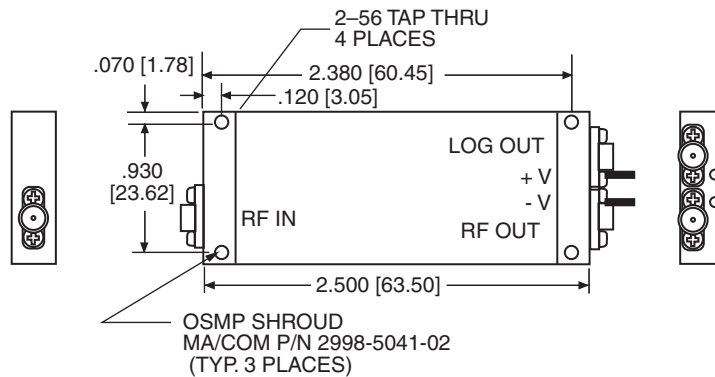 2–56 TAP THRU
4 PLACES
.070 [1.78]
2.380 [60.45]
.120 [3.05]
.930
[23.62]
LOG OUT
+ V
- V
RF IN
RF OUT
2.500 [63.50]
OSMP SHROUD
MA/COM P/N 2998-5041-02
(TYP. 3 PLACES)